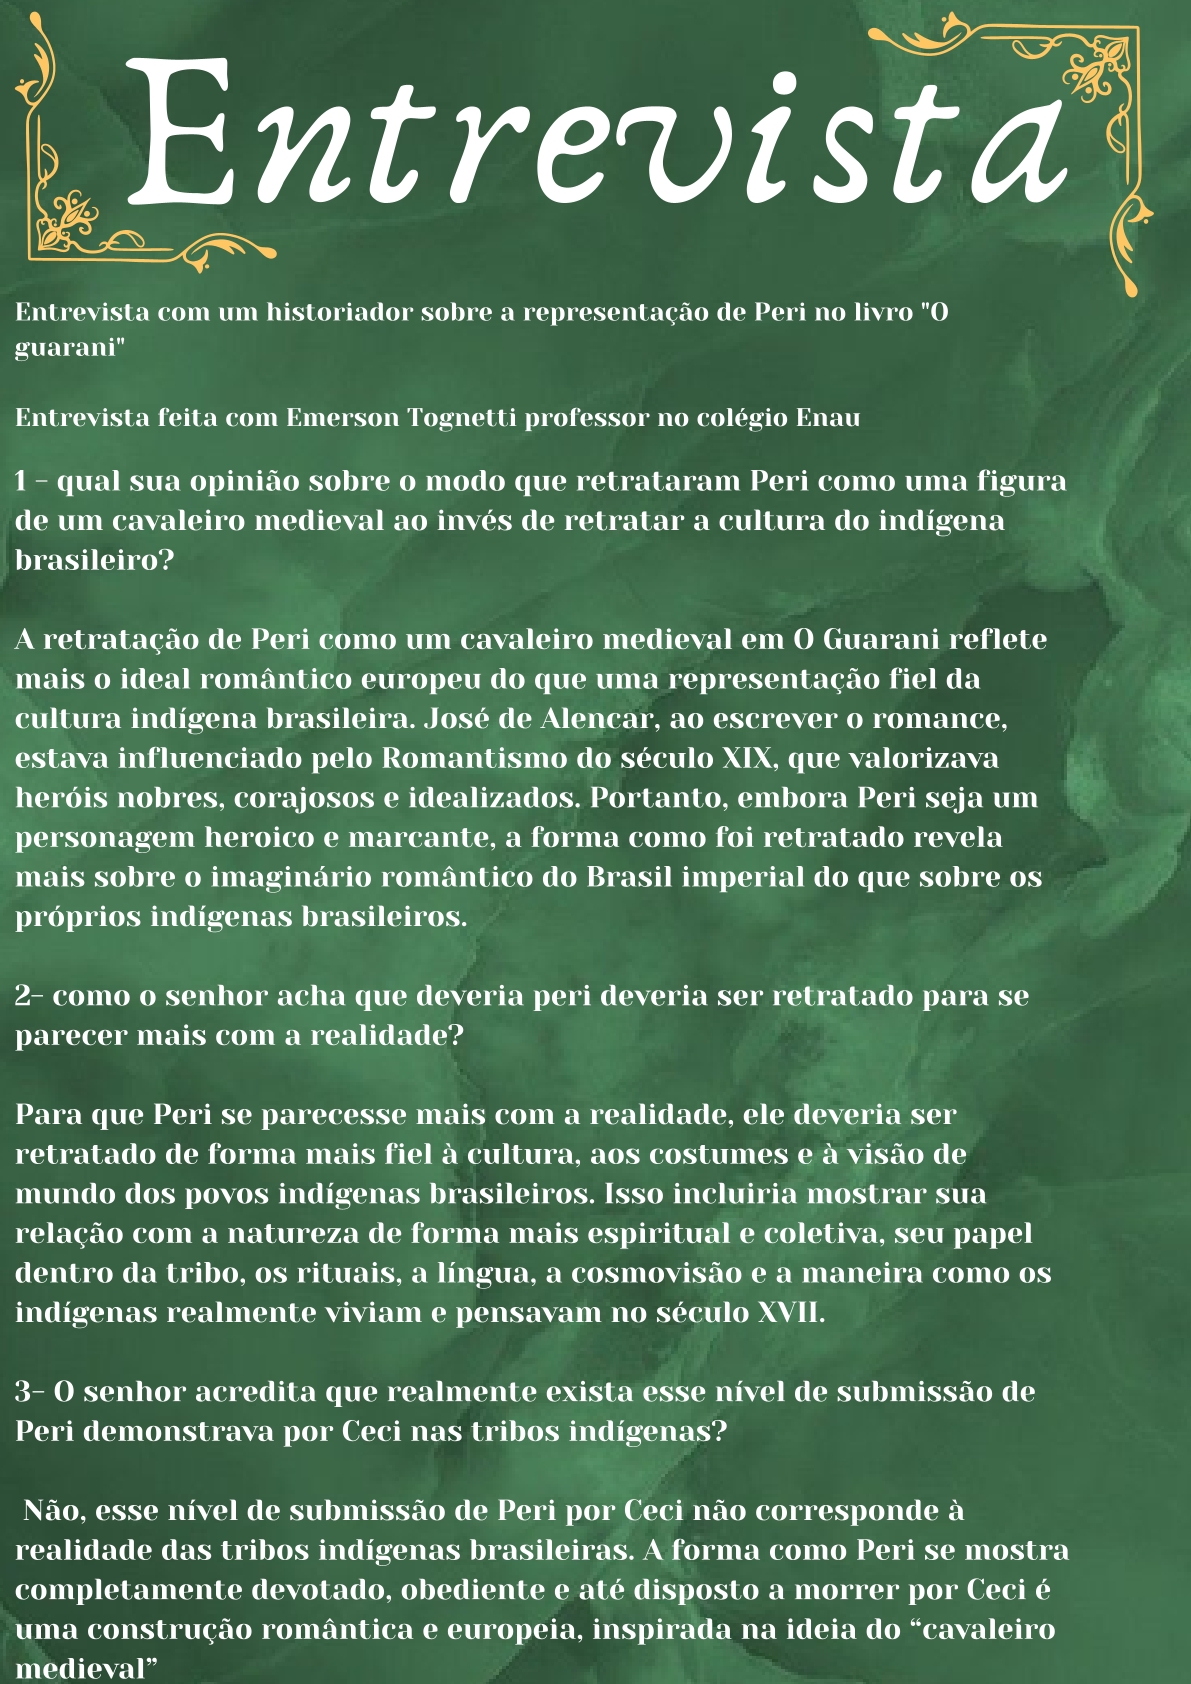 Entrevista
Entrevista com um historiador sobre a representação de Peri no livro "O
guarani"
Entrevista feita com Emerson Tognetti professor no colégio Enau
1 - qual sua opinião sobre o modo que retrataram Peri como uma figura
de um cavaleiro medieval ao invés de retratar a cultura do indígena
brasileiro?
A retratação de Peri como um cavaleiro medieval em O Guarani reflete
mais o ideal romântico europeu do que uma representação fiel da
cultura indígena brasileira. José de Alencar, ao escrever o romance,
estava influenciado pelo Romantismo do século XIX, que valorizava
heróis nobres, corajosos e idealizados. Portanto, embora Peri seja um
personagem heroico e marcante, a forma como foi retratado revela
mais sobre o imaginário romântico do Brasil imperial do que sobre os
próprios indígenas brasileiros.
2- como o senhor acha que deveria peri deveria ser retratado para se
parecer mais com a realidade?
Para que Peri se parecesse mais com a realidade, ele deveria ser
retratado de forma mais fiel à cultura, aos costumes e à visão de
mundo dos povos indígenas brasileiros. Isso incluiria mostrar sua
relação com a natureza de forma mais espiritual e coletiva, seu papel
dentro da tribo, os rituais, a língua, a cosmovisão e a maneira como os
indígenas realmente viviam e pensavam no século XVII.
3- O senhor acredita que realmente exista esse nível de submissão de
Peri demonstrava por Ceci nas tribos indígenas?
Não, esse nível de submissão de Peri por Ceci não corresponde à
realidade das tribos indígenas brasileiras. A forma como Peri se mostra
completamente devotado, obediente e até disposto a morrer por Ceci é
uma construção romântica e europeia, inspirada na ideia do “cavaleiro
medieval”